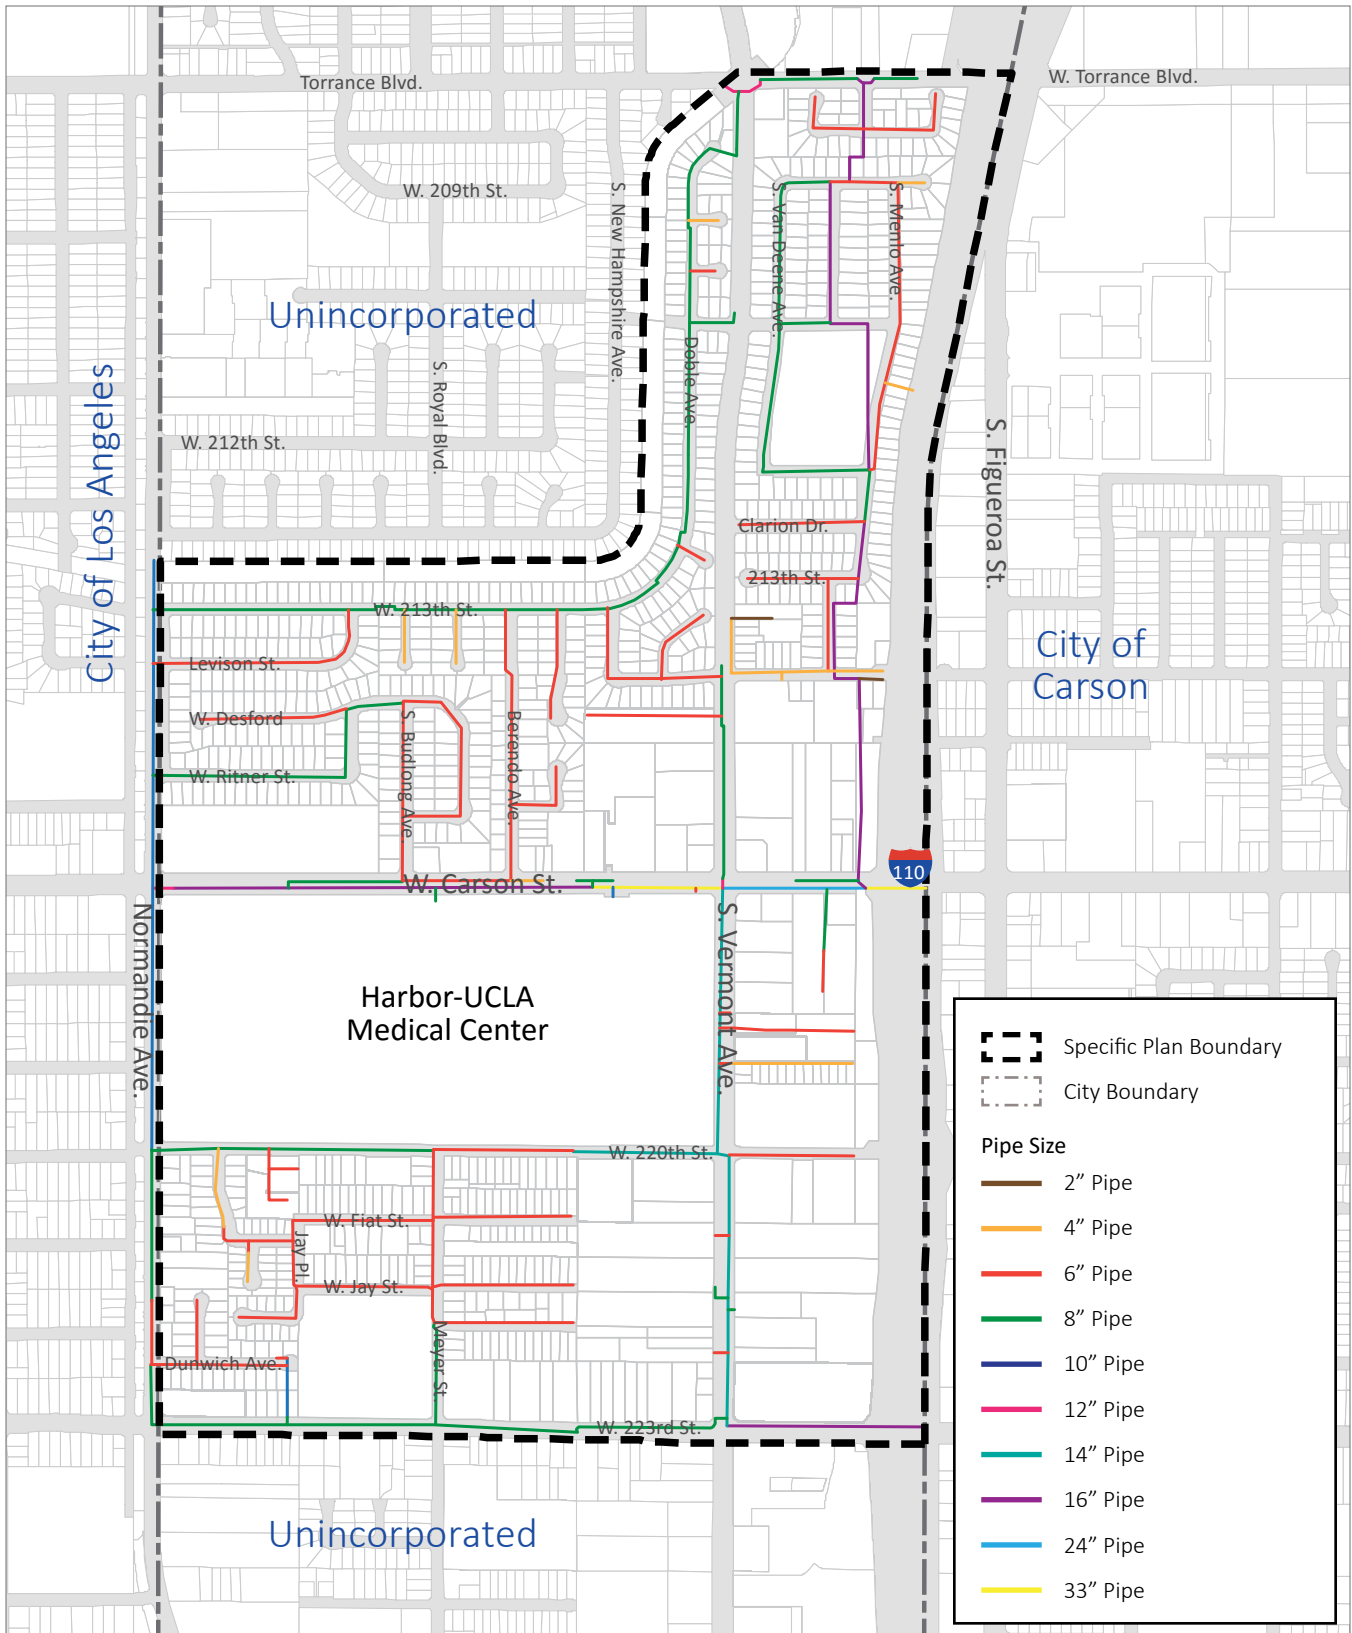 Torrance Blvd.
W. Torrance Blvd.
W. 209th St.
S. New Hampshire Ave.
S. Van Deene Ave.
S. Menlo Ave.
Unincorporated
Doble Ave.
S. Royal Blvd.
City of Los Angeles
W. 212th St.
S. Figueroa St.
Clarion Dr.
213th St.
W. 213th St.
City of
Carson
Levison St.
W. Desford
S. Budlong Ave.
Berendo Ave.
W. Ritner St.
110
W. Carson St.
Normandie Ave.
S. Vermont Ave.
Harbor-UCLA
Medical Center
W. 220th St.
W. Fiat St.
Jay Pl.
W. Jay St.
Meyer St.
Dunwich Ave.
W. 223rd St.
Unincorporated
Specific Plan Boundary
City Boundary
Pipe Size
2” Pipe
4” Pipe
6” Pipe
8” Pipe
10” Pipe
12” Pipe
14” Pipe
16” Pipe
24” Pipe
33” Pipe